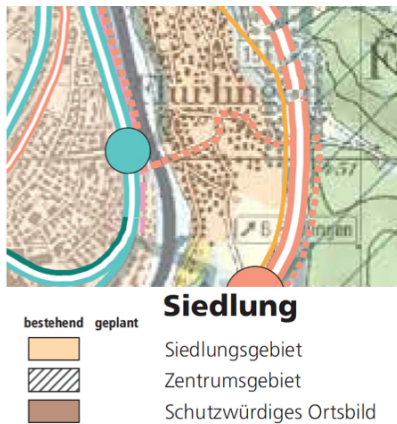 Siedlung
bestehend geplant
Siedlungsgebiet
Zentrumsgebiet
Schutzwürdiges Ortsbild